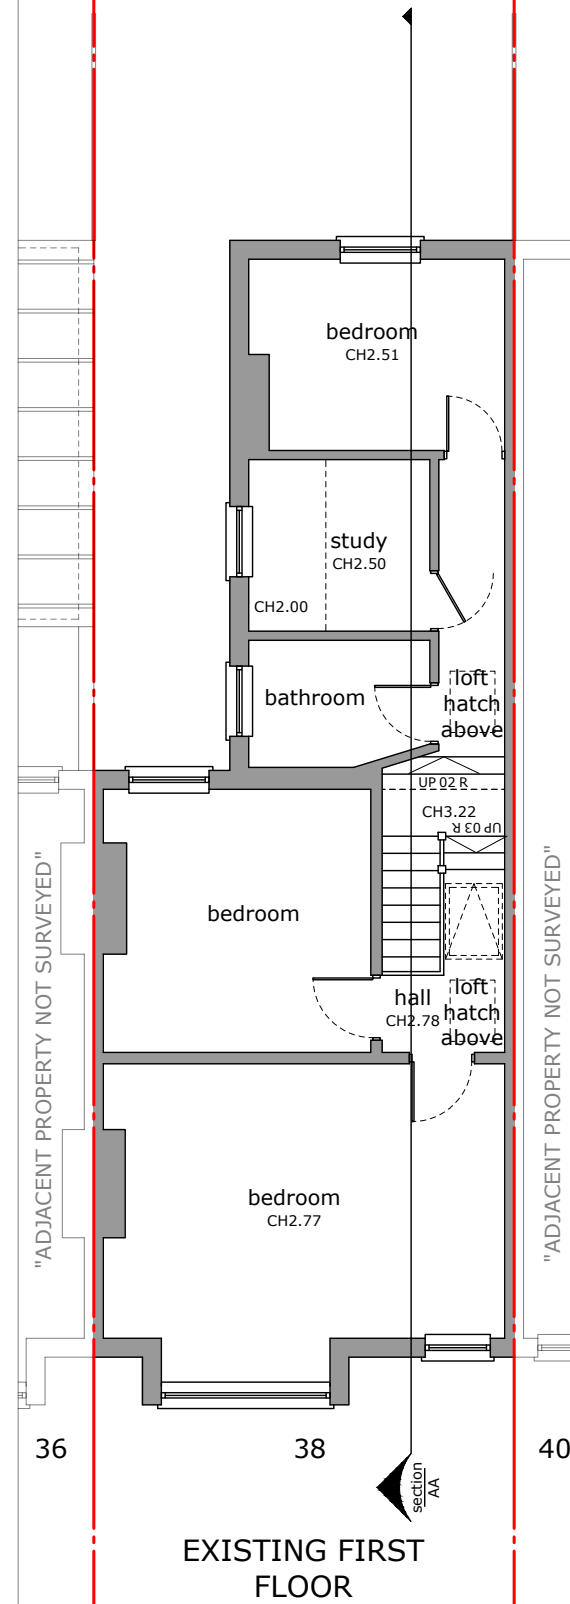 bedroom
CH2.51
study
CH2.50
CH2.00
bathroom
loft
hatch
above
UP 02 R
CH3.22
UP 03 R
bedroom
hall
CH2.78
loft
hatch
above
"ADJACENT PROPERTY NOT SURVEYED"
"ADJACENT PROPERTY NOT SURVEYED"
bedroom
CH2.77
36
38
40
section
AA
EXISTING FIRST
FLOOR